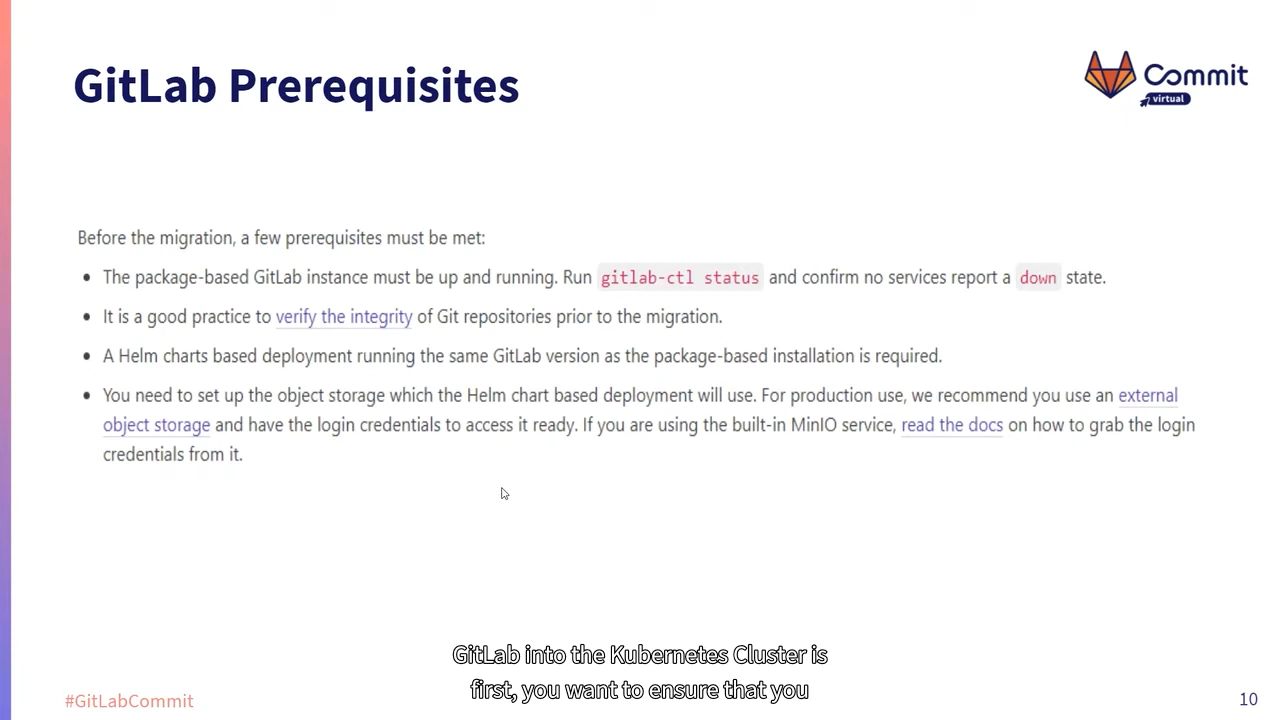 GitLab Prerequisites
Commit
virtual
Before the migration, a few prerequisites must be met:
• The package-based GitLab instance must be up and running. Run gitlab-ctl status and confirm no services report a down state.
• It is a good practice to verify the integrity of Git repositories prior to the migration.
• A Helm charts based deployment running the same GitLab version as the package-based installation is required.
• You need to set up the object storage which the Helm chart based deployment will use. For production use, we recommend you use an external
object storage and have the login credentials to access it ready. If you are using the built-in MinIO service, read the docs on how to grab the login
credentials from it.
GitLab into the Kubernetes Cluster is
first, you want to ensure that you
#GitLabCommit
10